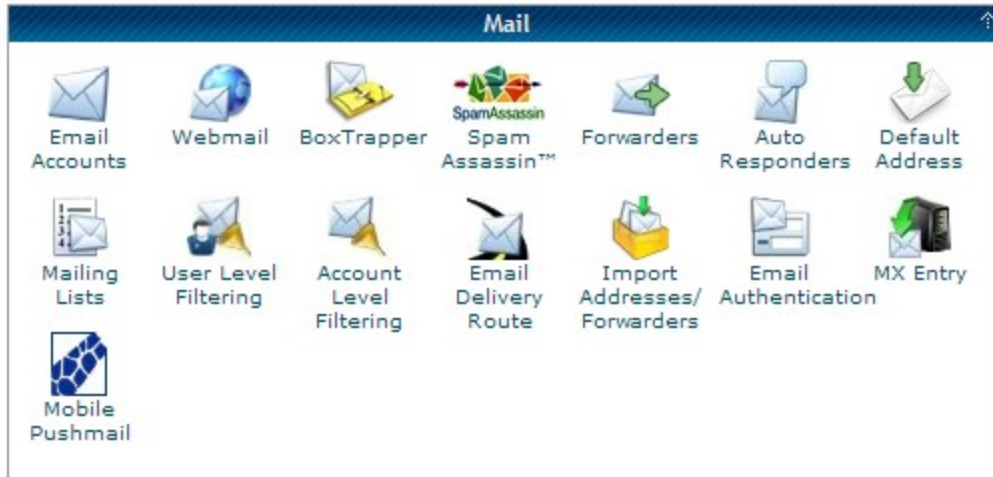 Mail
Email
Accounts
Webmail
BoxTrapper
SpamAssassin
Spam
Assassin™
Forwarders
Auto
Responders
Default
Address
Mailing
Lists
User Level
Filtering
Account
Level
Filtering
Email
Delivery
Route
Import
Addresses/
Forwarders
Email
Authentication
MX Entry
Mobile
Pushmail